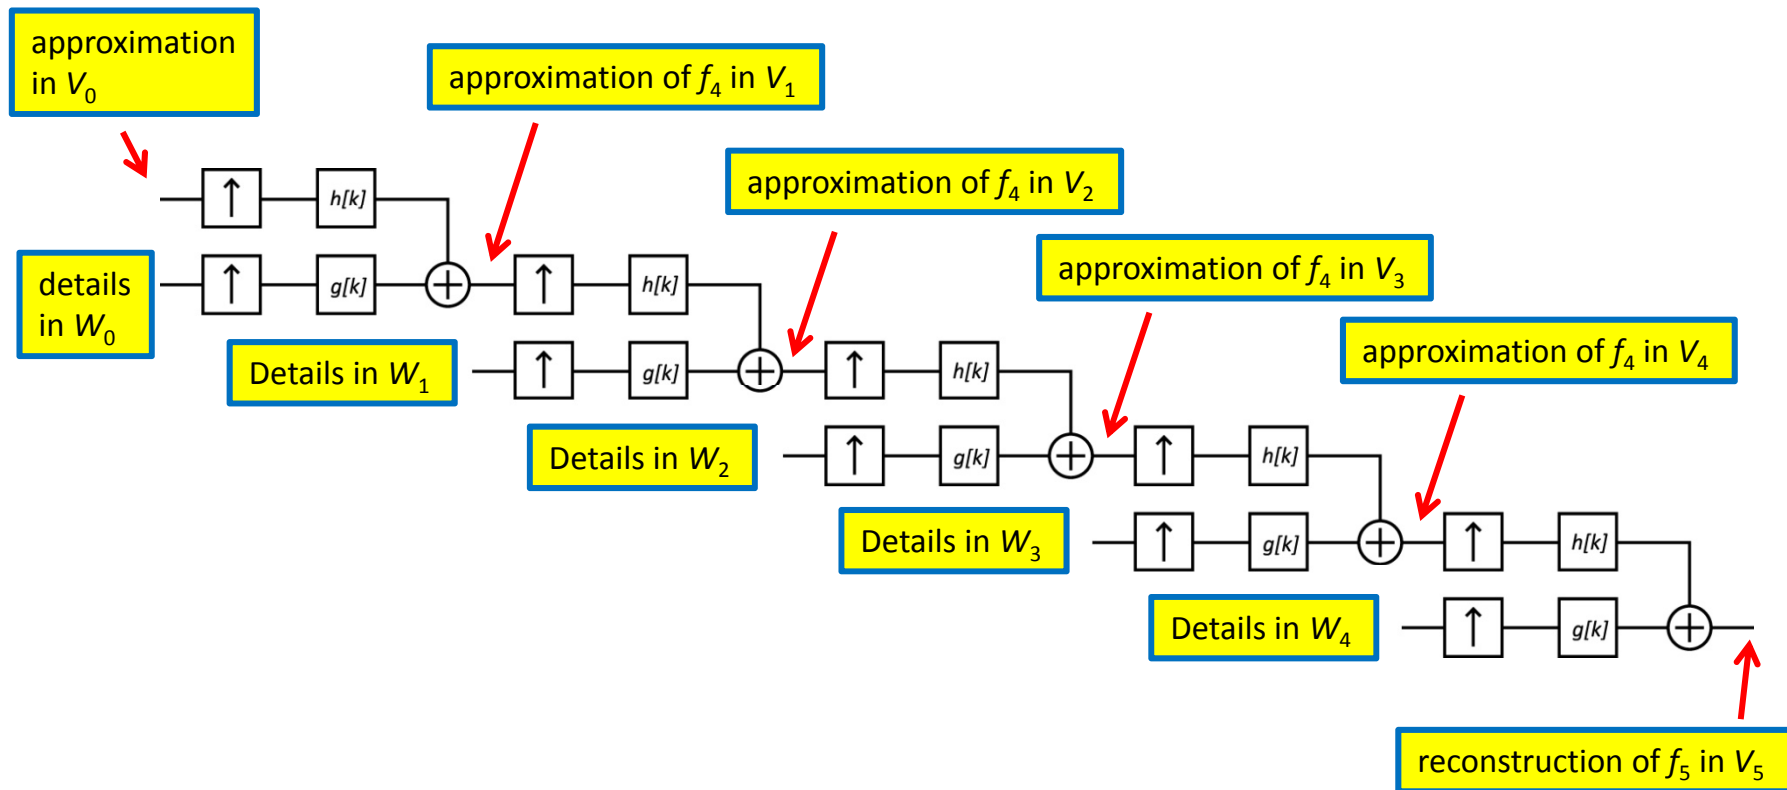 approximation
in V₀
approximation of f₄ in V₁
approximation of f₄ in V₂
h[k]
details
in W₀
g[k]
h[k]
approximation of f₄ in V₃
Details in W₁
g[k]
h[k]
approximation of f₄ in V₄
Details in W₂
g[k]
h[k]
Details in W₃
g[k]
h[k]
Details in W₄
g[k]
reconstruction of f₅ in V₅